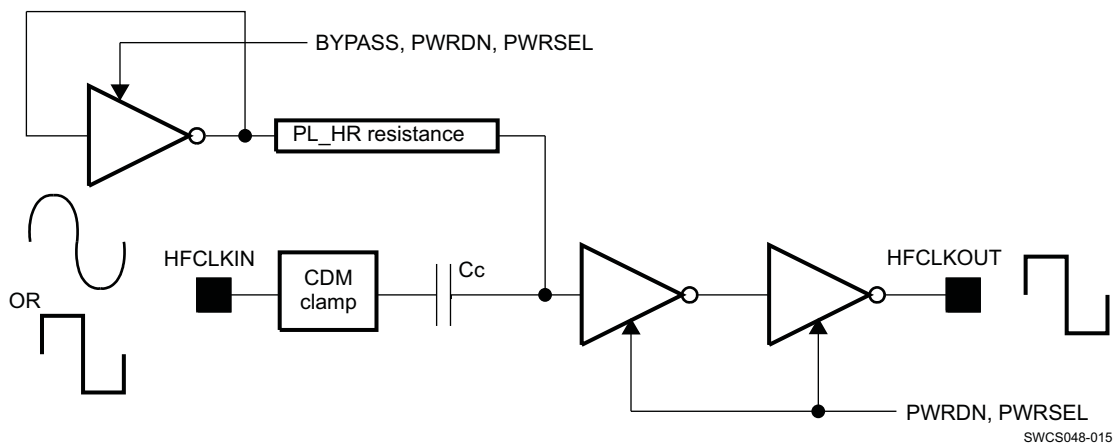 BYPASS, PWRDN, PWRSEL
PL_HR resistance
HFCLKIN
CDM
clamp
Cc
HFCLKOUT
OR
PWRDN, PWRSEL
SWCS048-015